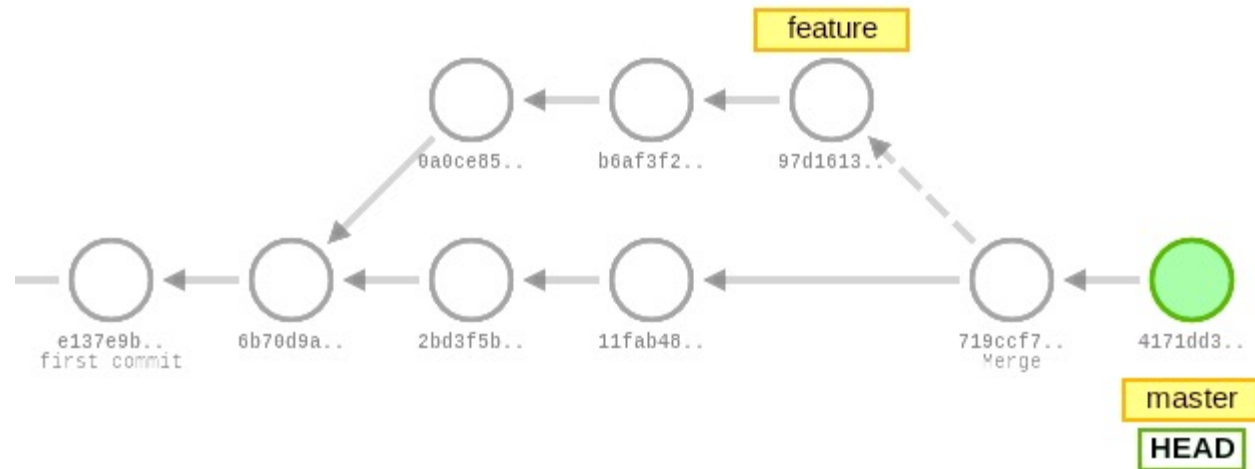 feature
0a0ce85..
b6af3f2..
97d1613..
e137e9b..
first commit
6b70d9a..
2bd3f5b..
11fab48..
719ccf7..
Merge
4171dd3..
master
HEAD